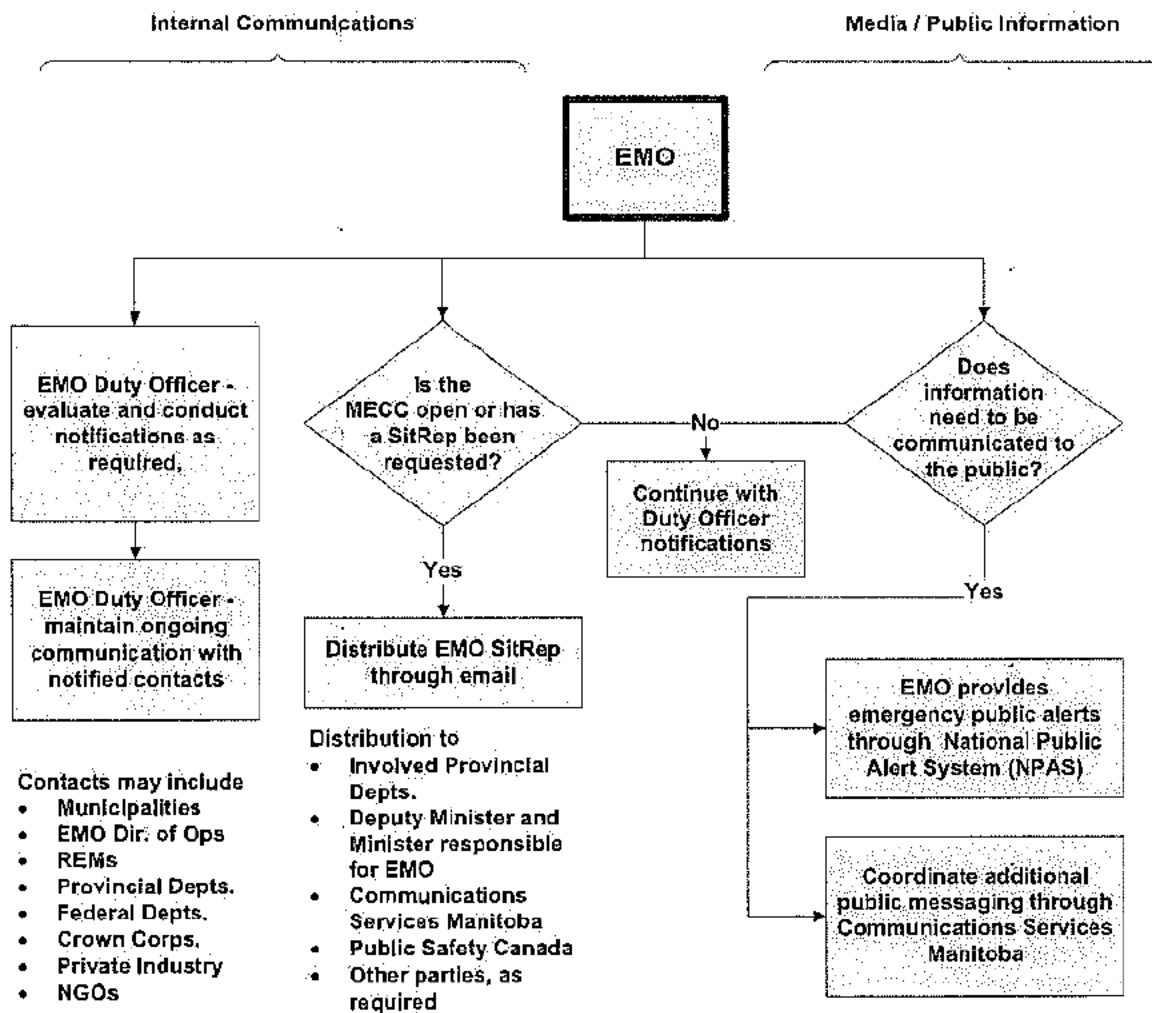 Internal Communications
Media / Public Information
EMO
EMO Duty Officer -
evaluate and conduct
notifications as
required.
Is the
MECC open or has
a SitRep been
requested?
No
Does
information
need to be
communicated to
the public?
Continue with
Duty Officer
notifications
EMO Duty Officer -
maintain ongoing
communication with
notified contacts
Yes
Yes
Distribute EMO SitRep
through email
EMO provides
emergency public alerts
through National Public
Alert System (NPAS)
Coordinate additional
public messaging through
Communications Services
Manitoba
Contacts may include
• Municipalities
• EMO Dir. of Ops
• REMs
• Provincial Depts.
• Federal Depts.
• Crown Corps.
• Private Industry
• NGOs
Distribution to
• Involved Provincial
Depts.
• Deputy Minister and
Minister responsible
for EMO
• Communications
Services Manitoba
• Public Safety Canada
• Other parties, as
required